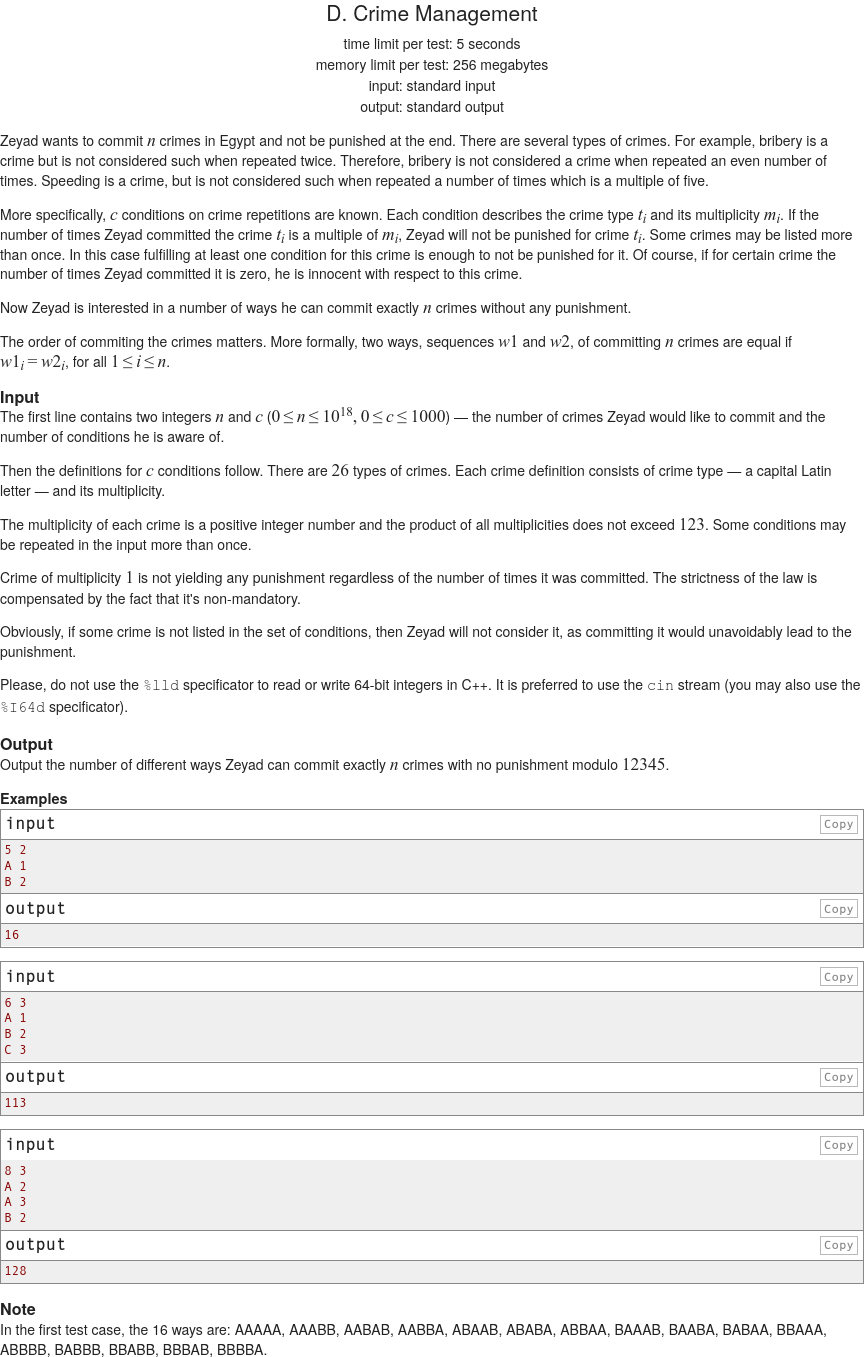 D. Crime Management
time limit per test: 5 seconds
memory limit per test: 256 megabytes
input: standard input
output: standard output
Zeyad wants to commit n crimes in Egypt and not be punished at the end. There are several types of crimes. For example, bribery is a
crime but is not considered such when repeated twice. Therefore, bribery is not considered a crime when repeated an even number of
times. Speeding is a crime, but is not considered such when repeated a number of times which is a multiple of five.
More specifically, c conditions on crime repetitions are known. Each condition describes the crime type t_i and its multiplicity m_i. If the
number of times Zeyad committed the crime t_i is a multiple of m_i, Zeyad will not be punished for crime t_i. Some crimes may be listed more
than once. In this case fulfilling at least one condition for this crime is enough to not be punished for it. Of course, if for certain crime the
number of times Zeyad committed it is zero, he is innocent with respect to this crime.
Now Zeyad is interested in a number of ways he can commit exactly n crimes without any punishment.
The order of commiting the crimes matters. More formally, two ways, sequences w1 and w2, of committing n crimes are equal if
w1_i = w2_i, for all 1 ≤ i ≤ n.
Input
The first line contains two integers n and c (0 ≤ n ≤ 10^18, 0 ≤ c ≤ 1000) — the number of crimes Zeyad would like to commit and the
number of conditions he is aware of.
Then the definitions for c conditions follow. There are 26 types of crimes. Each crime definition consists of crime type — a capital Latin
letter — and its multiplicity.
The multiplicity of each crime is a positive integer number and the product of all multiplicities does not exceed 123. Some conditions may
be repeated in the input more than once.
Crime of multiplicity 1 is not yielding any punishment regardless of the number of times it was committed. The strictness of the law is
compensated by the fact that it's non-mandatory.
Obviously, if some crime is not listed in the set of conditions, then Zeyad will not consider it, as committing it would unavoidably lead to the
punishment.
Please, do not use the %lld specificator to read or write 64-bit integers in C++. It is preferred to use the cin stream (you may also use the
%I64d specificator).
Output
Output the number of different ways Zeyad can commit exactly n crimes with no punishment modulo 12345.
Examples
input
Copy
5 2
A 1
B 2
output
Copy
16
input
Copy
6 3
A 1
B 2
C 3
output
Copy
113
input
Copy
8 3
A 2
A 3
B 2
output
Copy
128
Note
In the first test case, the 16 ways are: AAAAA, AAABB, AABAB, AABBA, ABAAB, ABABA, ABBAA, BAAAB, BAABA, BABAA, BBAAA,
ABBBB, BABBB, BBABB, BBBAB, BBBBA.